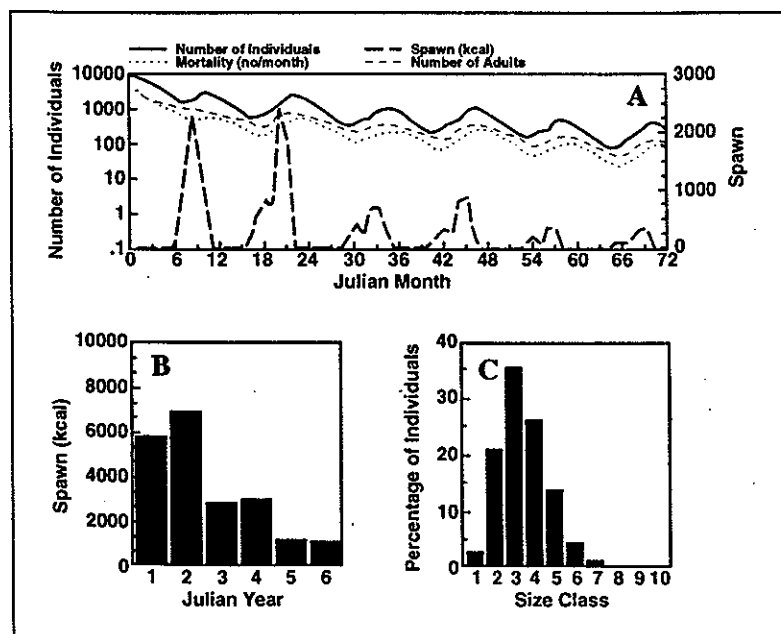 Number of Individuals Spawn (kcal)
Mortality (no/month) Number of Adults
A
Number of Individuals
10000
1000
100
10
1
.1
3000
2000
1000
0
Spawn
0 6 12 18 24 30 36 42 48 54 60 66 72
Julian Month
B
Spawn (kcal)
10000
8000
6000
4000
2000
0
1 2 3 4 5 6
Julian Year
C
Percentage of Individuals
40
30
20
10
0
1 2 3 4 5 6 7 8 9 10
Size Class